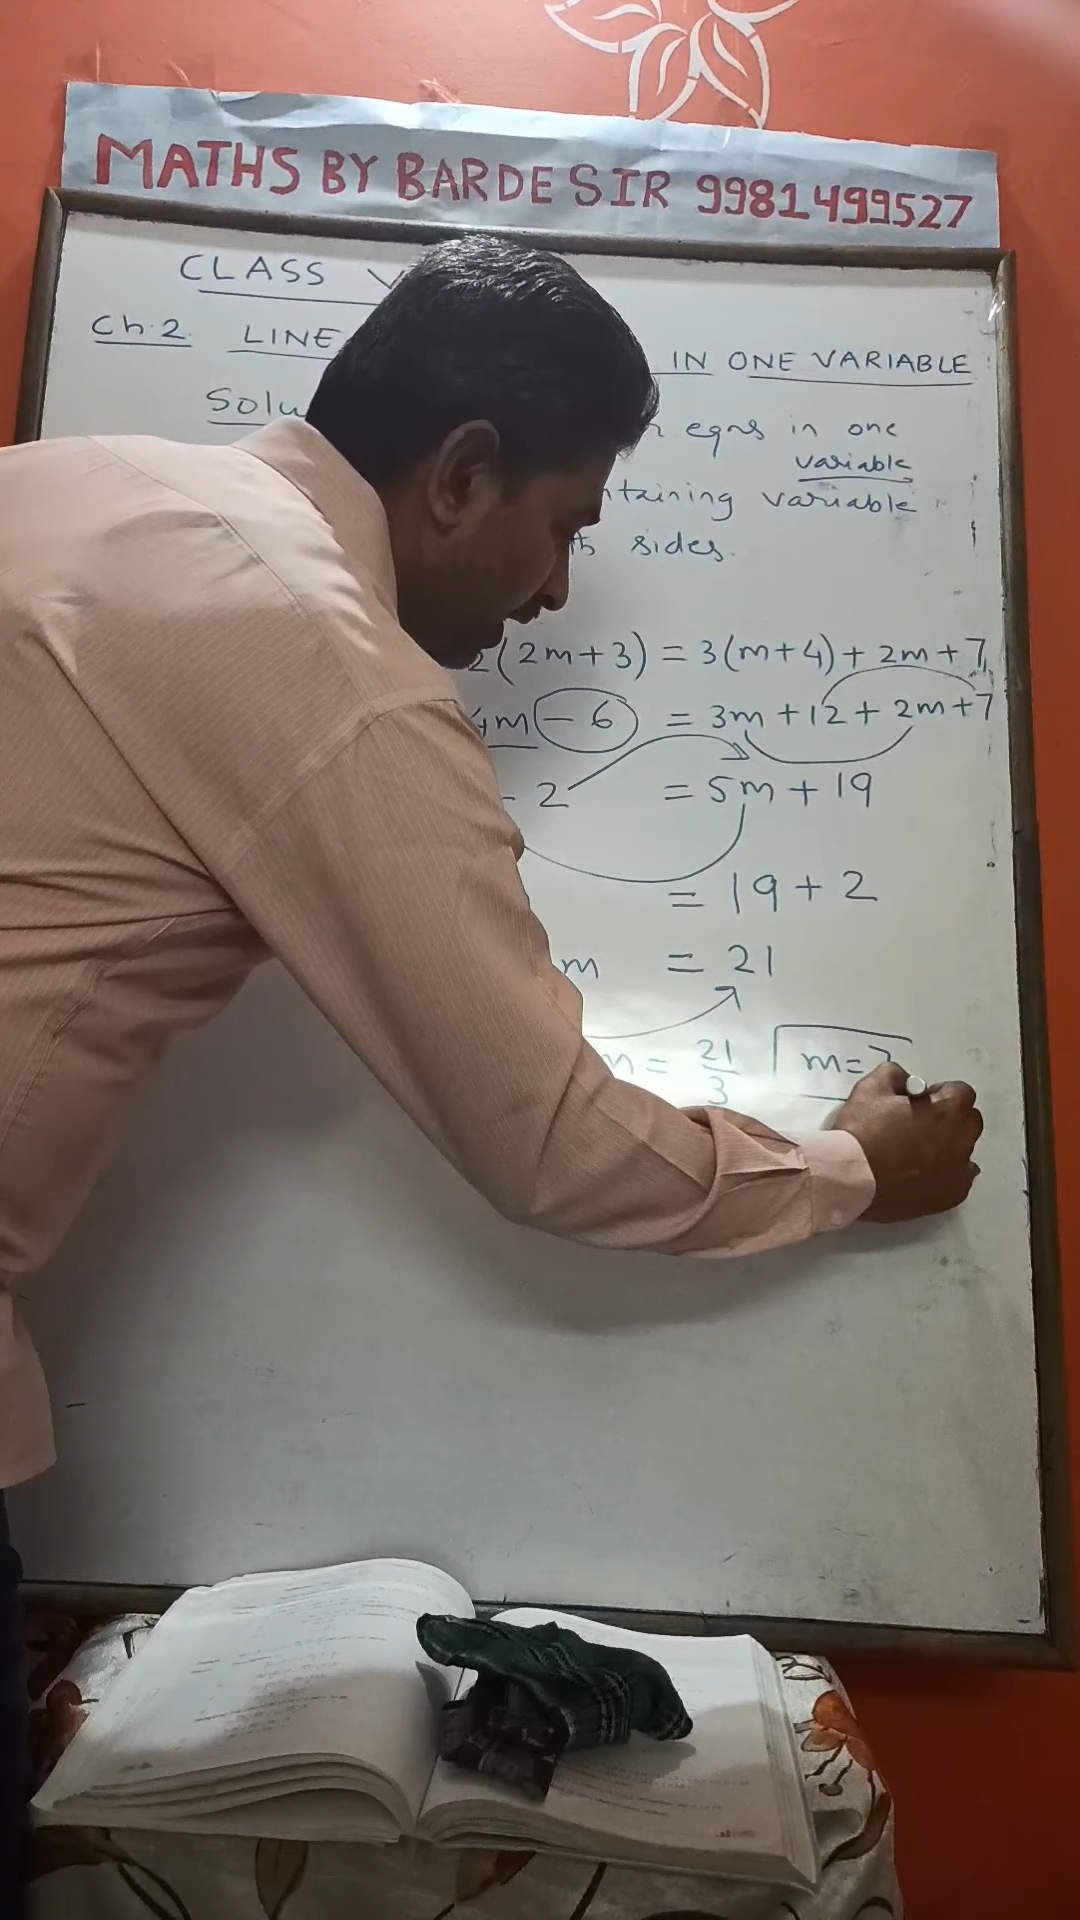 MATHS BY BARDE SIR 9981499527
CLASS V
Ch.2. LINE IN ONE VARIABLE
Solu eqns in one
variable
ntaining variable
sides.
2(2m+3) = 3(m+4) + 2m+7
4m - 6 = 3m + 12 + 2m+7
- 2 = 5m + 19
= 19 + 2
m = 21
m = 21/3 m=7